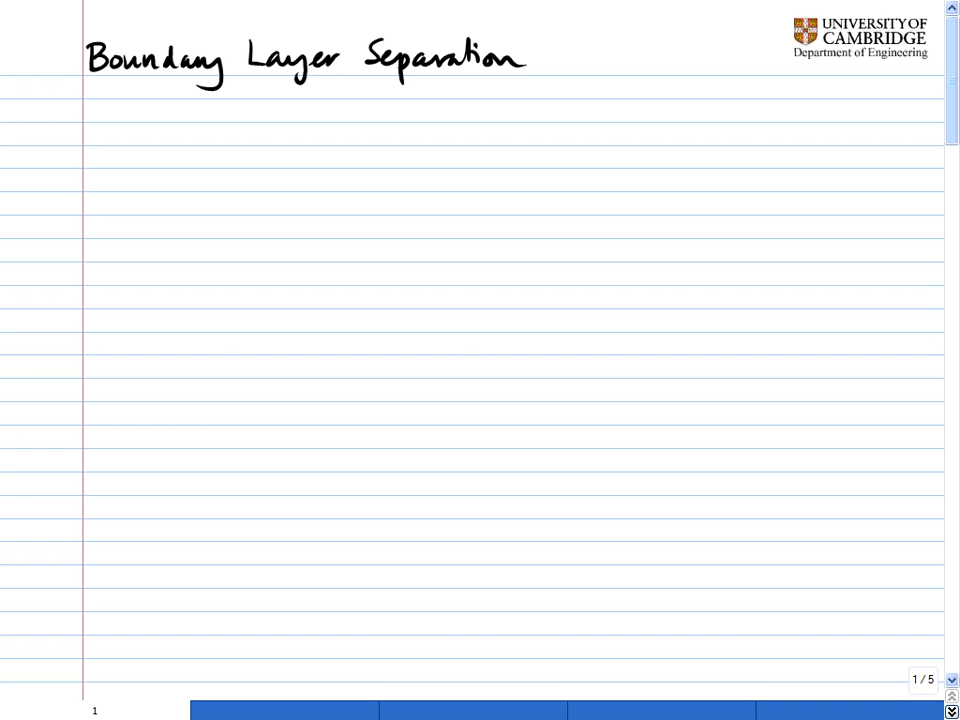 Boundary Layer Separation
UNIVERSITY OF
CAMBRIDGE
Department of Engineering
1 / 5
1